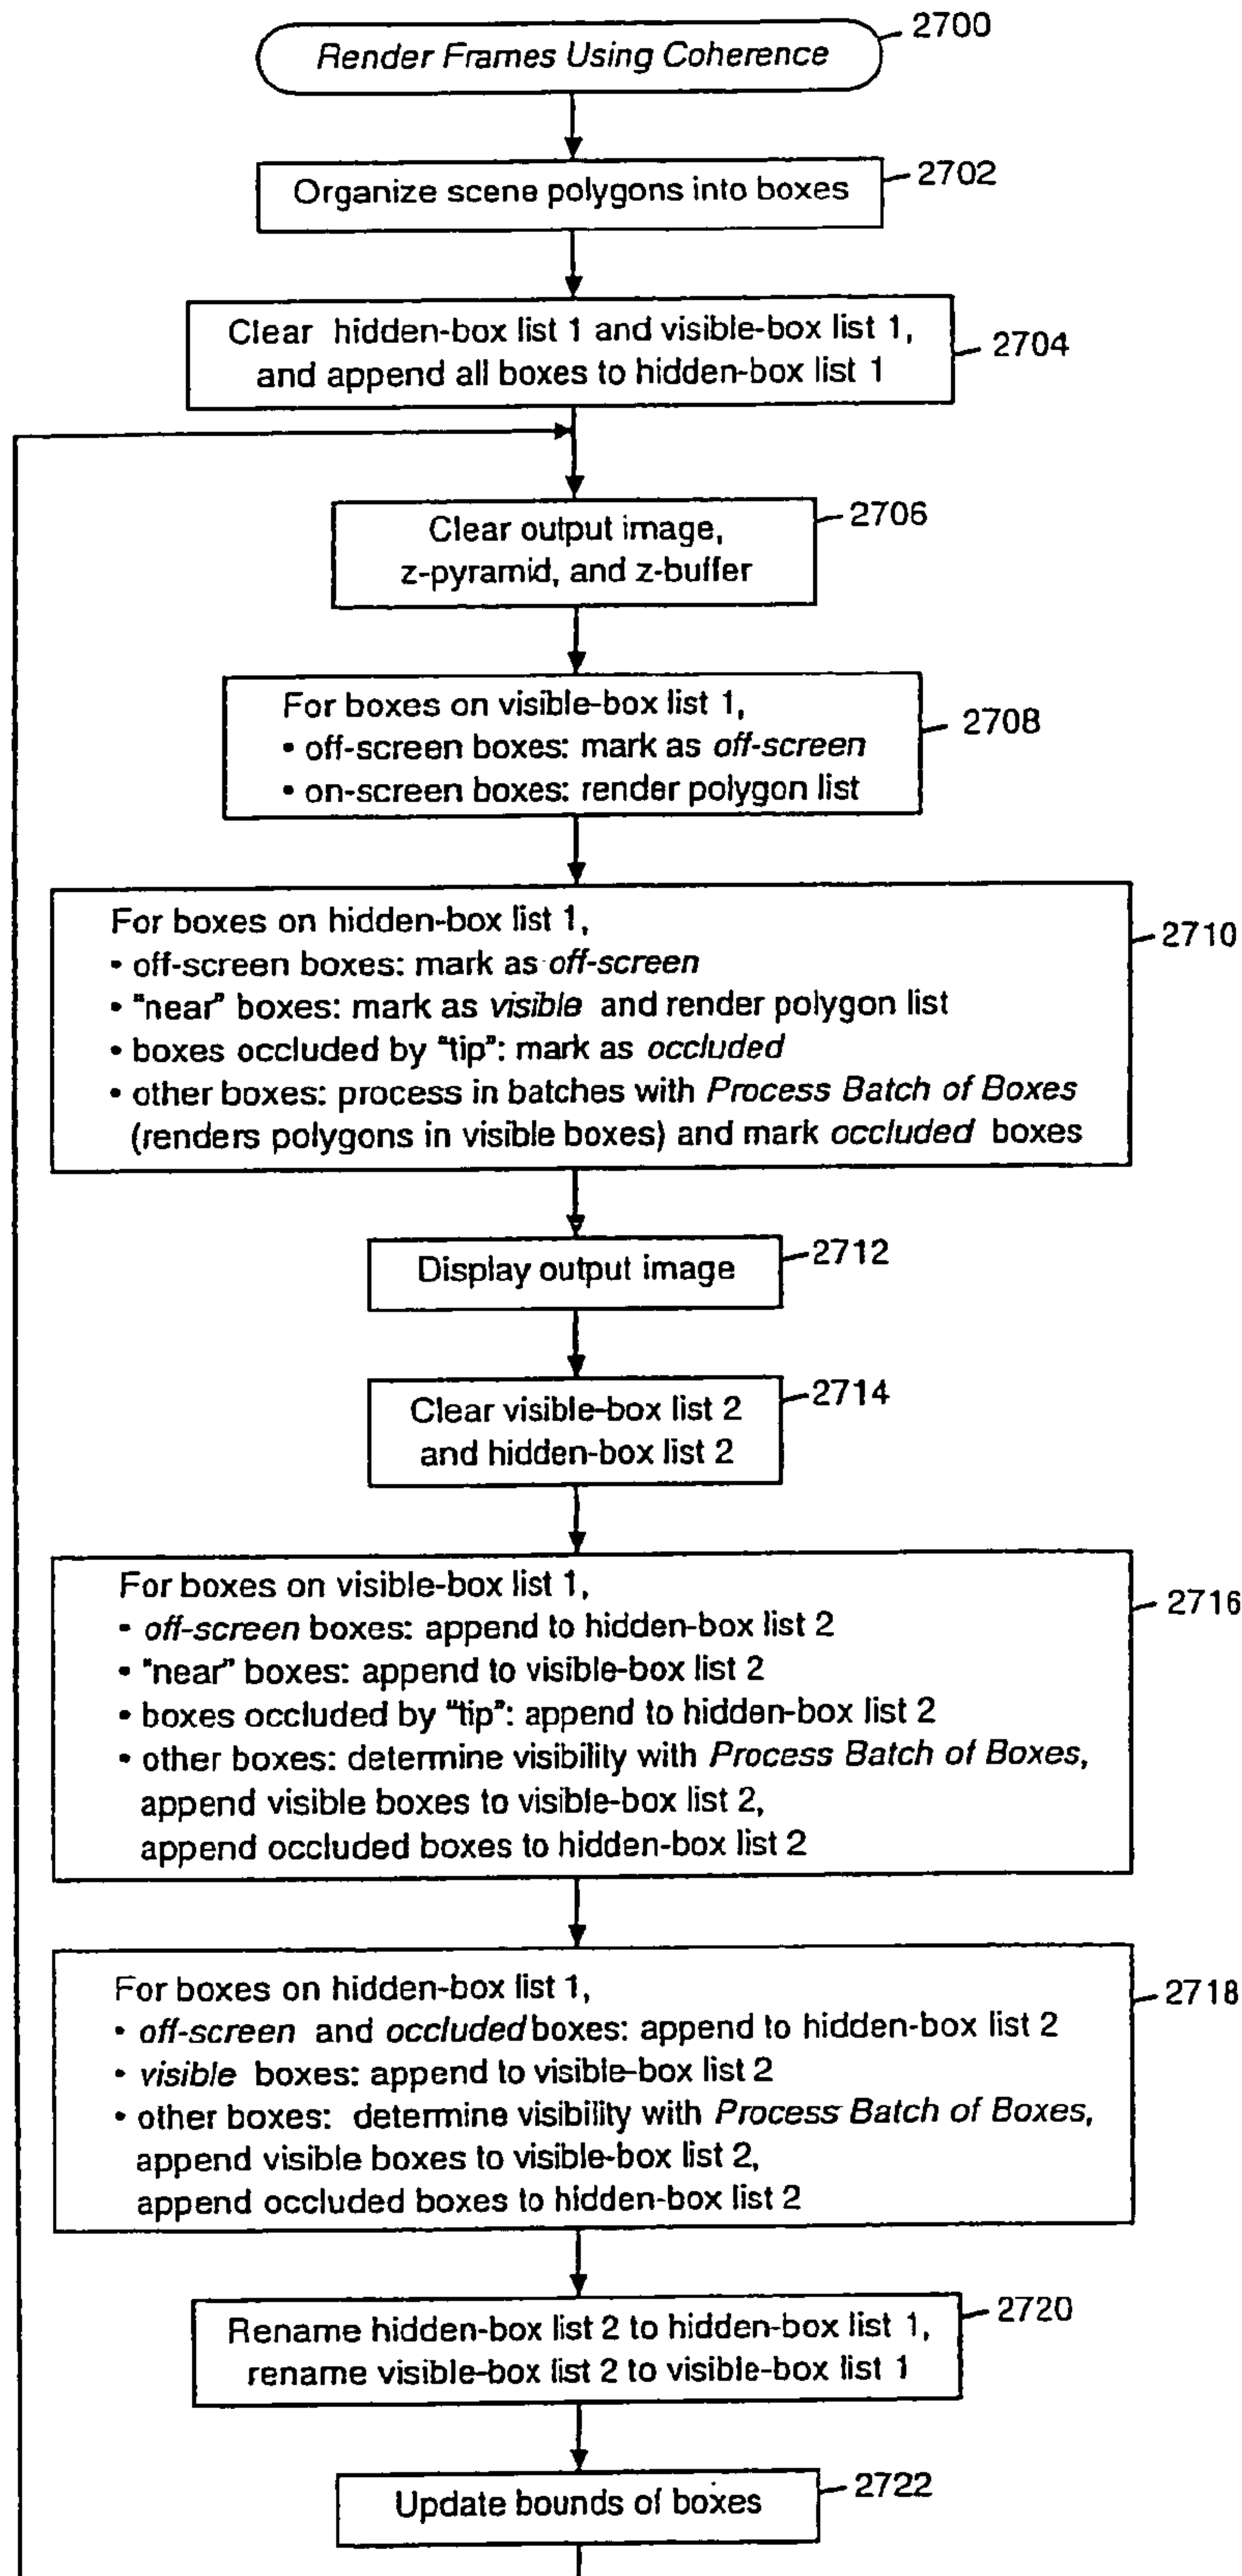 Render Frames Using Coherence
2700
Organize scene polygons into boxes
2702
Clear hidden-box list 1 and visible-box list 1,
and append all boxes to hidden-box list 1
2704
Clear output image,
z-pyramid, and z-buffer
2706
For boxes on visible-box list 1,
• off-screen boxes: mark as off-screen
• on-screen boxes: render polygon list
2708
For boxes on hidden-box list 1,
• off-screen boxes: mark as off-screen
• "near" boxes: mark as visible and render polygon list
• boxes occluded by "tip": mark as occluded
• other boxes: process in batches with Process Batch of Boxes
(renders polygons in visible boxes) and mark occluded boxes
2710
Display output image
2712
Clear visible-box list 2
and hidden-box list 2
2714
For boxes on visible-box list 1,
• off-screen boxes: append to hidden-box list 2
• "near" boxes: append to visible-box list 2
• boxes occluded by "tip": append to hidden-box list 2
• other boxes: determine visibility with Process Batch of Boxes,
append visible boxes to visible-box list 2,
append occluded boxes to hidden-box list 2
2716
For boxes on hidden-box list 1,
• off-screen and occluded boxes: append to hidden-box list 2
• visible boxes: append to visible-box list 2
• other boxes: determine visibility with Process Batch of Boxes,
append visible boxes to visible-box list 2,
append occluded boxes to hidden-box list 2
2718
Rename hidden-box list 2 to hidden-box list 1,
rename visible-box list 2 to visible-box list 1
2720
Update bounds of boxes
2722